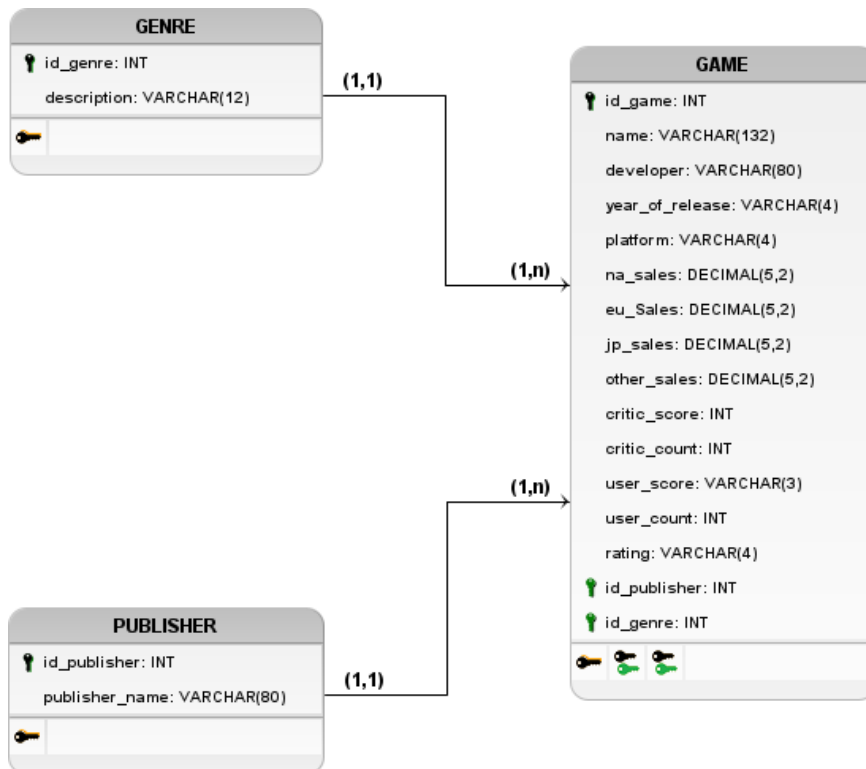 GENRE
id_genre: INT
description: VARCHAR(12)
(1,1)
(1,n)
GAME
id_game: INT
name: VARCHAR(132)
developer: VARCHAR(80)
year_of_release: VARCHAR(4)
platform: VARCHAR(4)
na_sales: DECIMAL(5,2)
eu_Sales: DECIMAL(5,2)
jp_sales: DECIMAL(5,2)
other_sales: DECIMAL(5,2)
critic_score: INT
critic_count: INT
user_score: VARCHAR(3)
user_count: INT
rating: VARCHAR(4)
id_publisher: INT
id_genre: INT
(1,n)
PUBLISHER
id_publisher: INT
publisher_name: VARCHAR(80)
(1,1)